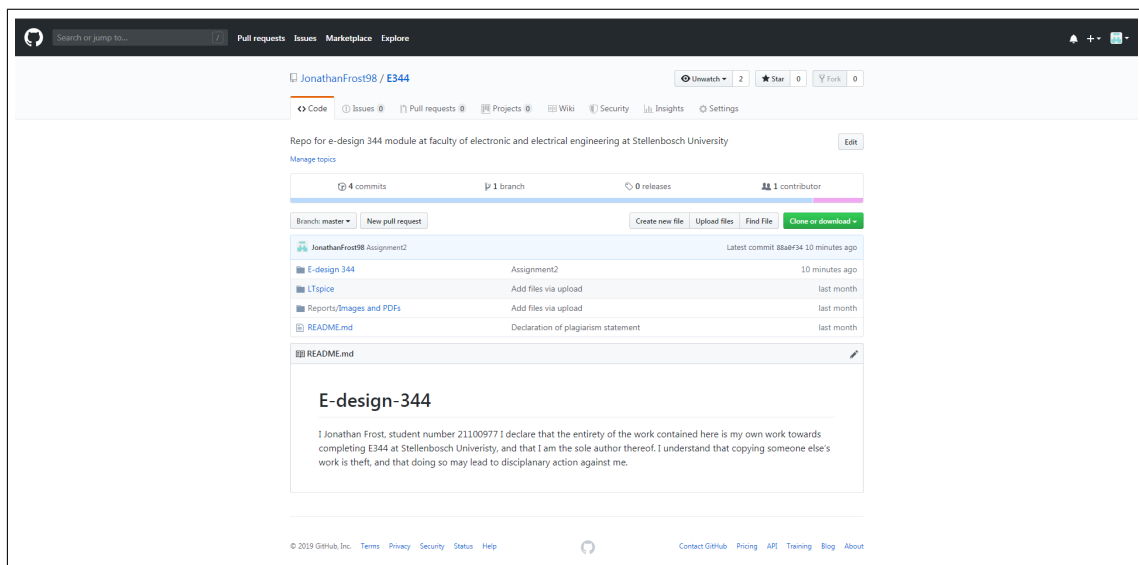 Search or jump to... / Pull requests Issues Marketplace Explore
JonathanFrost98 / E344 Unwatch 2 Star 0 Fork 0
Code Issues 0 Pull requests 0 Projects 0 Wiki Security Insights Settings
Repo for e-design 344 module at faculty of electronic and electrical engineering at Stellenbosch University Edit
Manage topics
4 commits 1 branch 0 releases 1 contributor
Branch: master New pull request Create new file Upload files Find File Clone or download
JonathanFrost98 Assignment2 Latest commit 88a0f34 10 minutes ago
E-design 344 Assignment2 10 minutes ago
LTspice Add files via upload last month
Reports/Images and PDFs Add files via upload last month
README.md Declaration of plagiarism statement last month
README.md
E-design-344
I Jonathan Frost, student number 21100977 I declare that the entirety of the work contained here is my own work towards
completing E344 at Stellenbosch Univeristy, and that I am the sole author thereof. I understand that copying someone else's
work is theft, and that doing so may lead to disciplanary action against me.
© 2019 GitHub, Inc. Terms Privacy Security Status Help Contact GitHub Pricing API Training Blog About